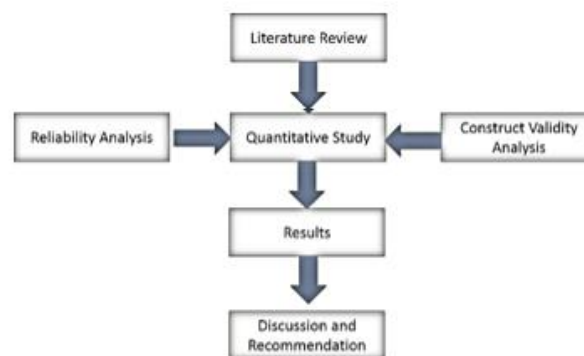 Literature Review
Reliability Analysis
Quantitative Study
Construct Validity
Analysis
Results
Discussion and
Recommendation